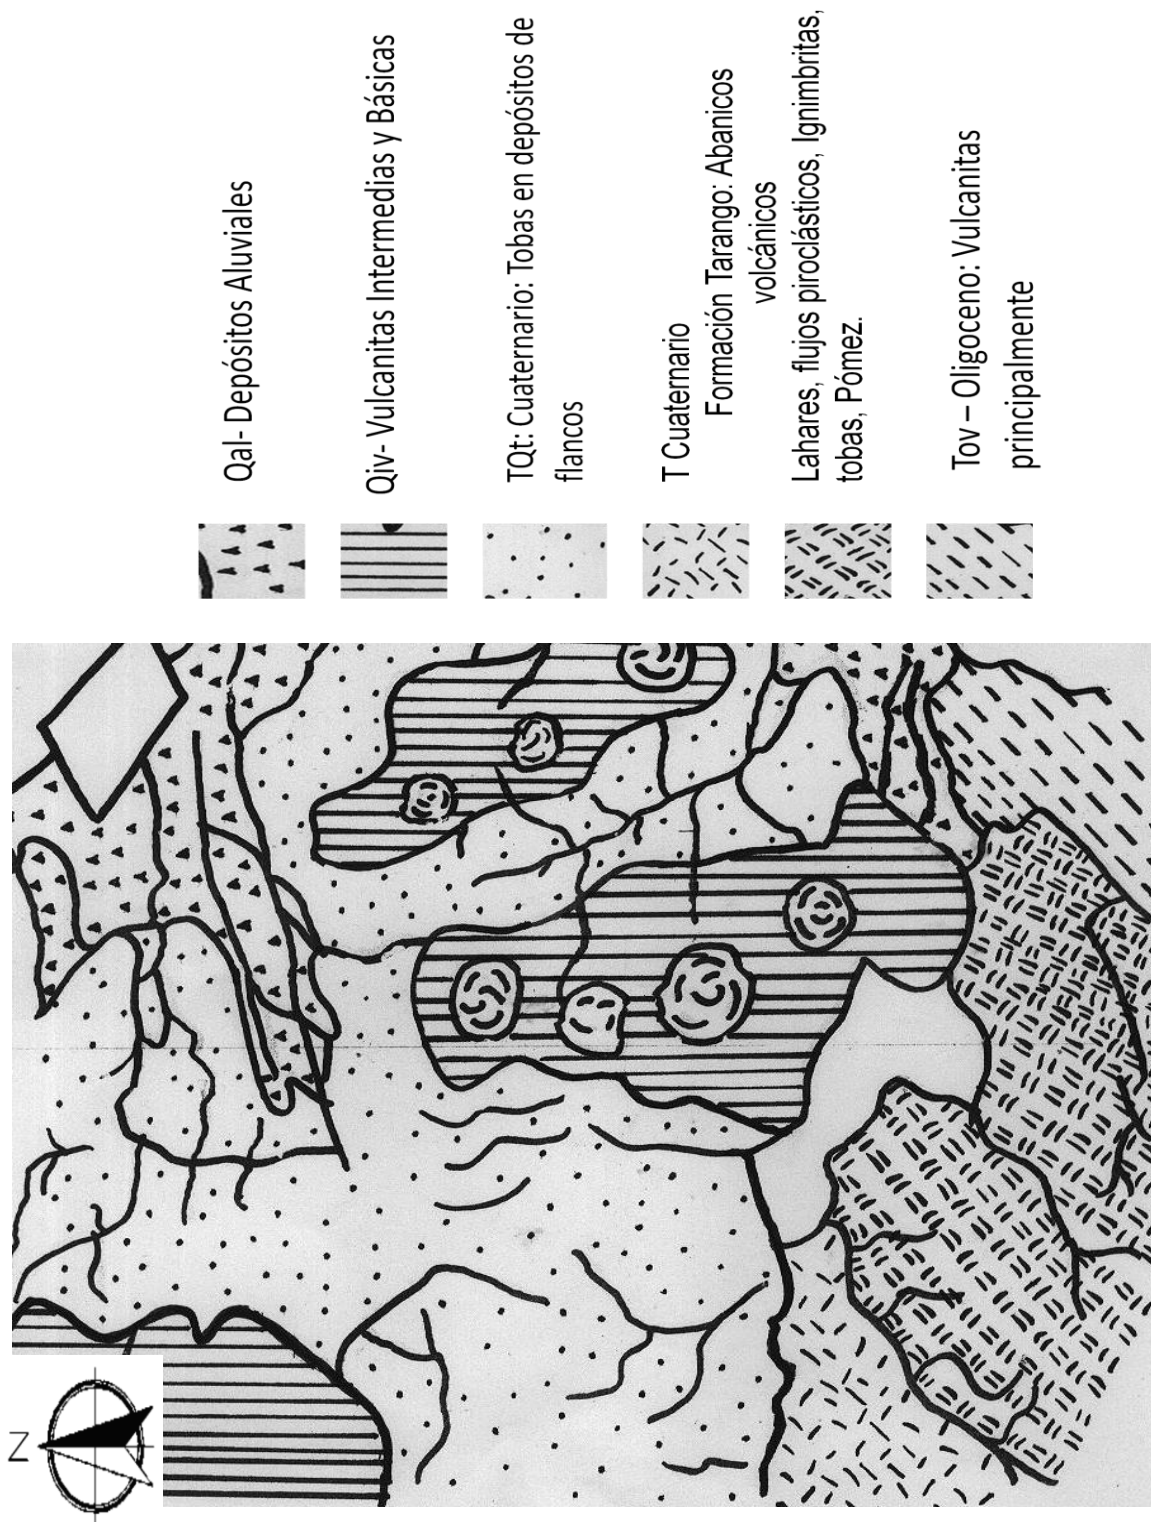 Qal- Depósitos Aluviales
Qiv- Vulcanitas Intermedias y Básicas
TQt: Cuaternario: Tobas en depósitos de
flancos
T Cuaternario
Formación Tarango: Abanicos
volcánicos
Lahares, flujos piroclásticos, Ignimbritas,
tobas, Pómez.
Tov – Oligoceno: Vulcanitas
principalmente
N